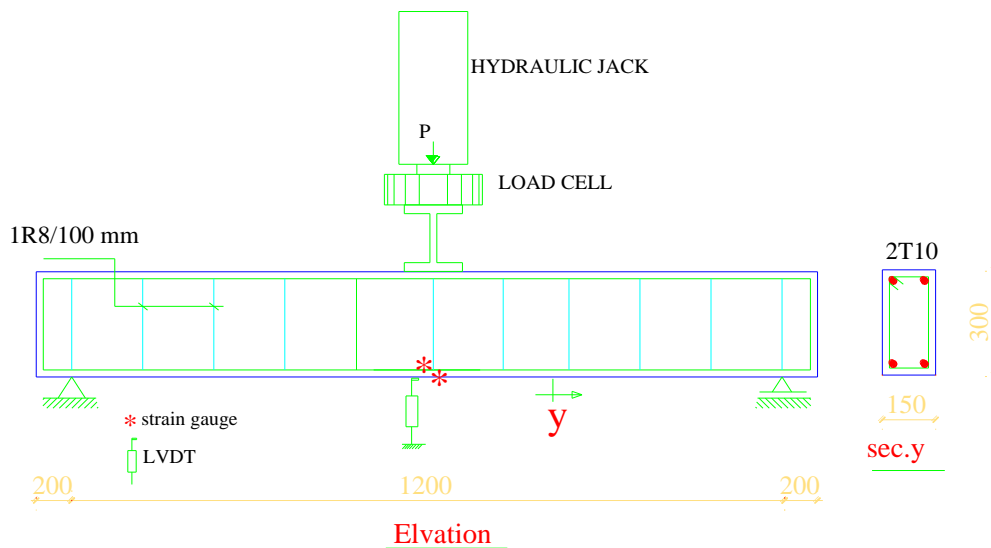 HYDRAULIC JACK
P
LOAD CELL
1R8/100 mm
2T10
300
150
sec.y
y
* strain gauge
LVDT
200
1200
200
Elvation